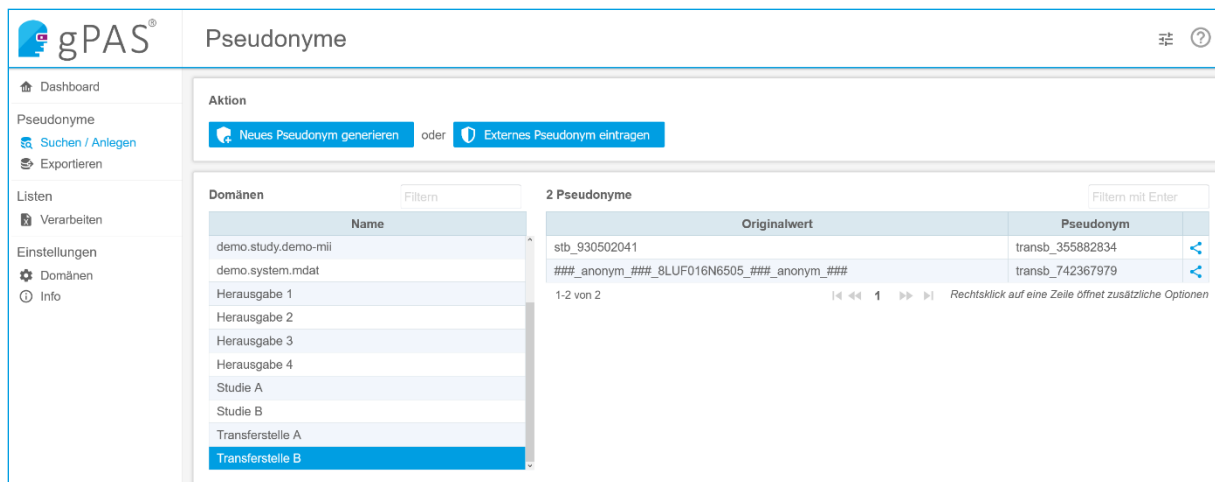 gPAS®
Pseudonyme
Dashboard
Pseudonyme
Suchen / Anlegen
Exportieren
Listen
Verarbeiten
Einstellungen
Domänen
Info
Aktion
Neues Pseudonym generieren oder Externes Pseudonym eintragen
Domänen Filtern
Name
demo.study.demo-mii
demo.system.mdat
Herausgabe 1
Herausgabe 2
Herausgabe 3
Herausgabe 4
Studie A
Studie B
Transferstelle A
Transferstelle B
2 Pseudonyme Filtern mit Enter
Originalwert Pseudonym
stb_930502041 transb_355882834
###_anonym_###_8LUF016N6505_###_anonym_### transb_742367979
1-2 von 2 1 Rechtsklick auf eine Zeile öffnet zusätzliche Optionen